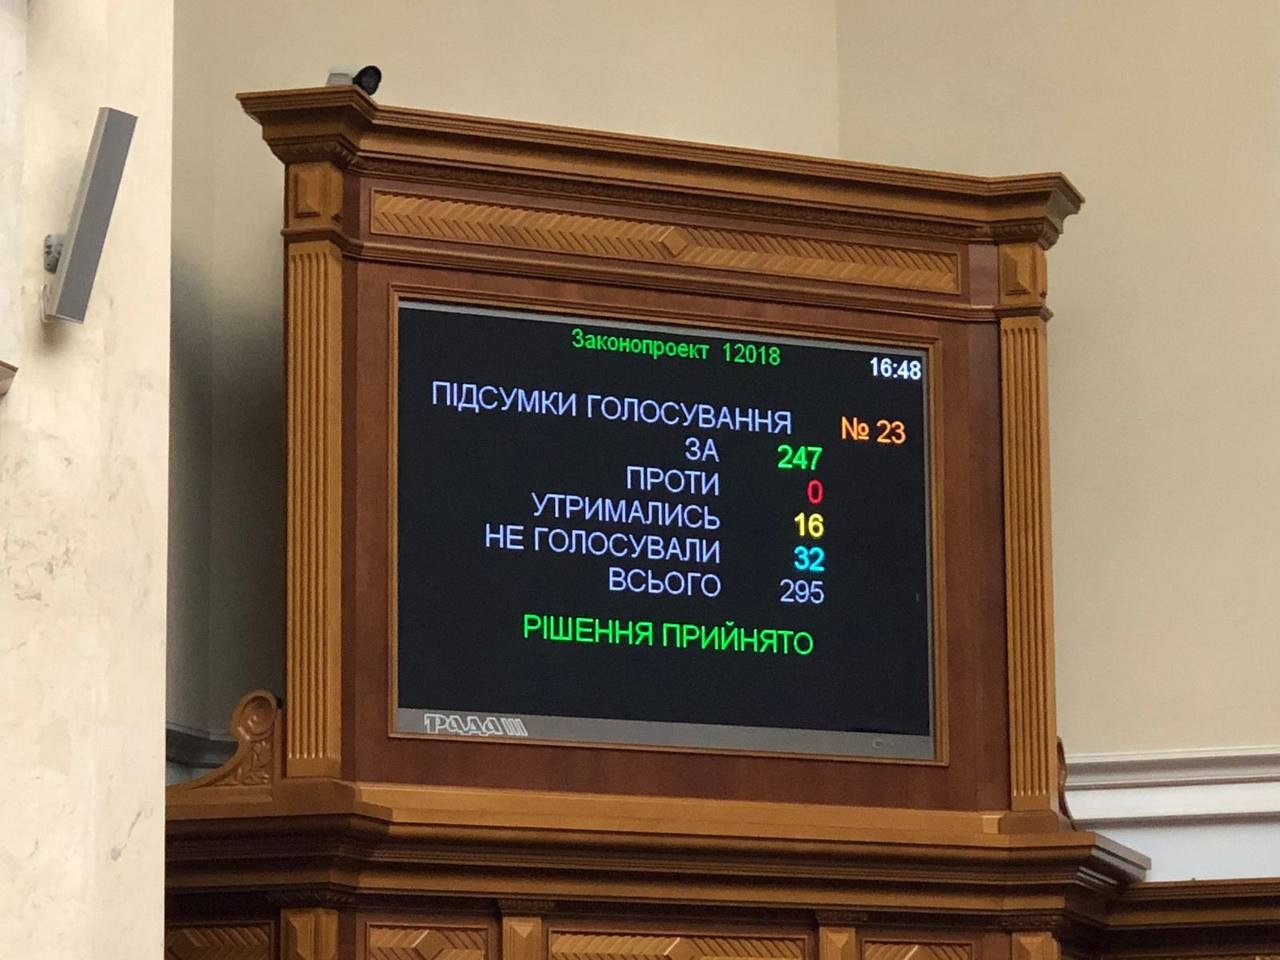 Законопроект 12018
16:48
ПІДСУМКИ ГОЛОСУВАННЯ № 23
ЗА 247
ПРОТИ 0
УТРИМАЛИСЬ 16
НЕ ГОЛОСУВАЛИ 32
ВСЬОГО 295
РІШЕННЯ ПРИЙНЯТО
РАДА III